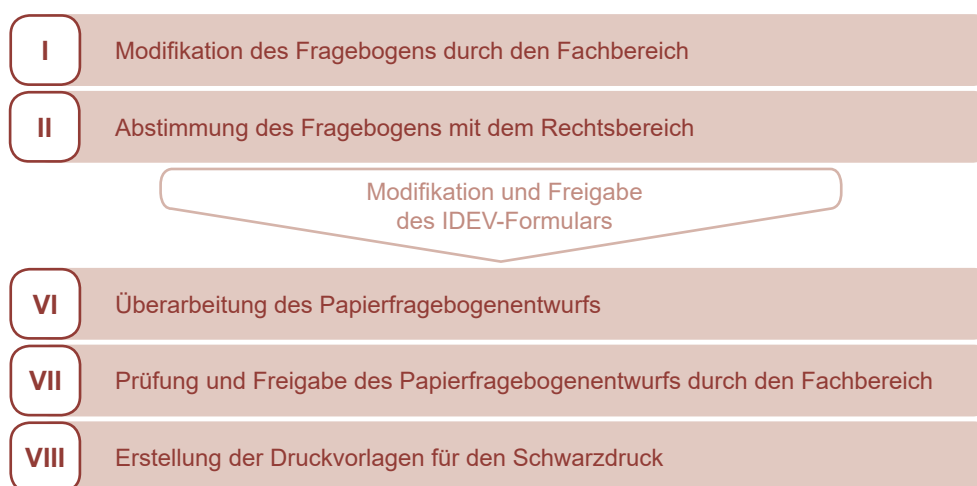 I Modifikation des Fragebogens durch den Fachbereich
II Abstimmung des Fragebogens mit dem Rechtsbereich
Modifikation und Freigabe
des IDEV-Formulars
VI Überarbeitung des Papierfragebogenentwurfs
VII Prüfung und Freigabe des Papierfragebogenentwurfs durch den Fachbereich
VIII Erstellung der Druckvorlagen für den Schwarzdruck